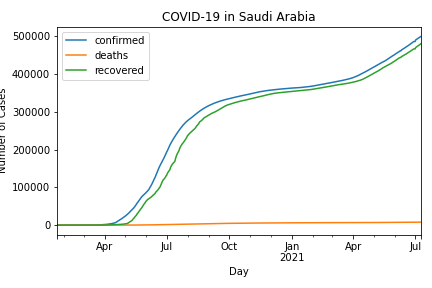 COVID-19 in Saudi Arabia
confirmed
deaths
recovered
500000
400000
300000
200000
100000
0
Number of Cases
Apr Jul Oct Jan Apr Jul
2021
Day